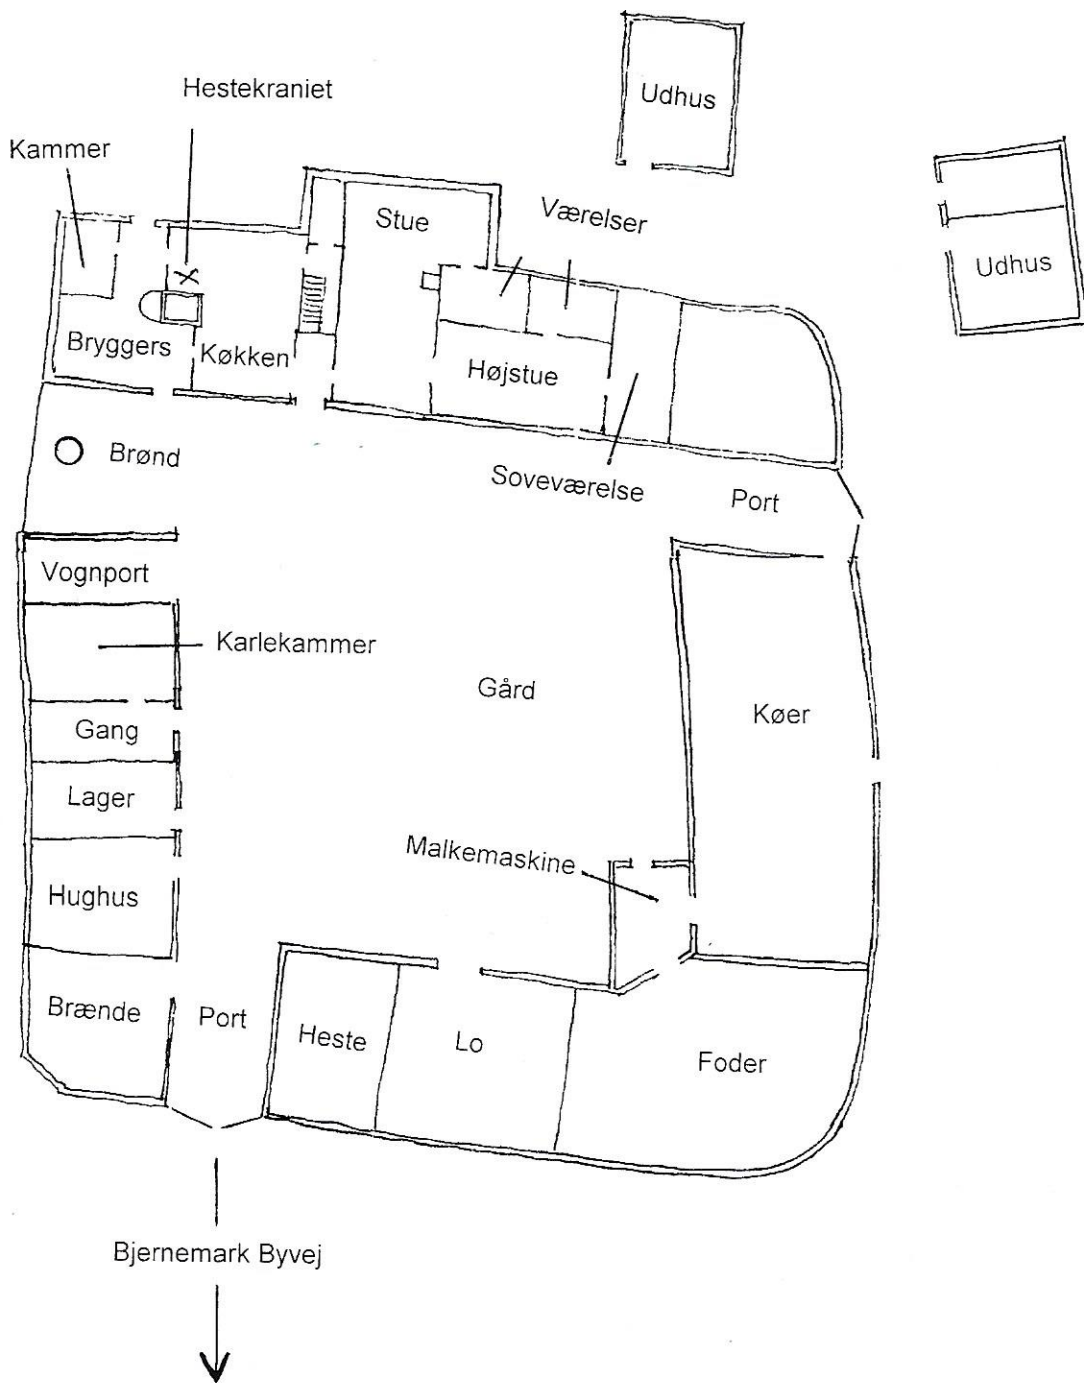 Udhus
Hestekraniet
Kammer
Værelser
Stue
Udhus
Bryggers
Køkken
Højstue
Brønd
Soveværelse
Port
Vognport
Karlekammer
Gård
Køer
Gang
Lager
Malkemaskine
Hughus
Brænde
Port
Heste
Lo
Foder
Bjernemark Byvej